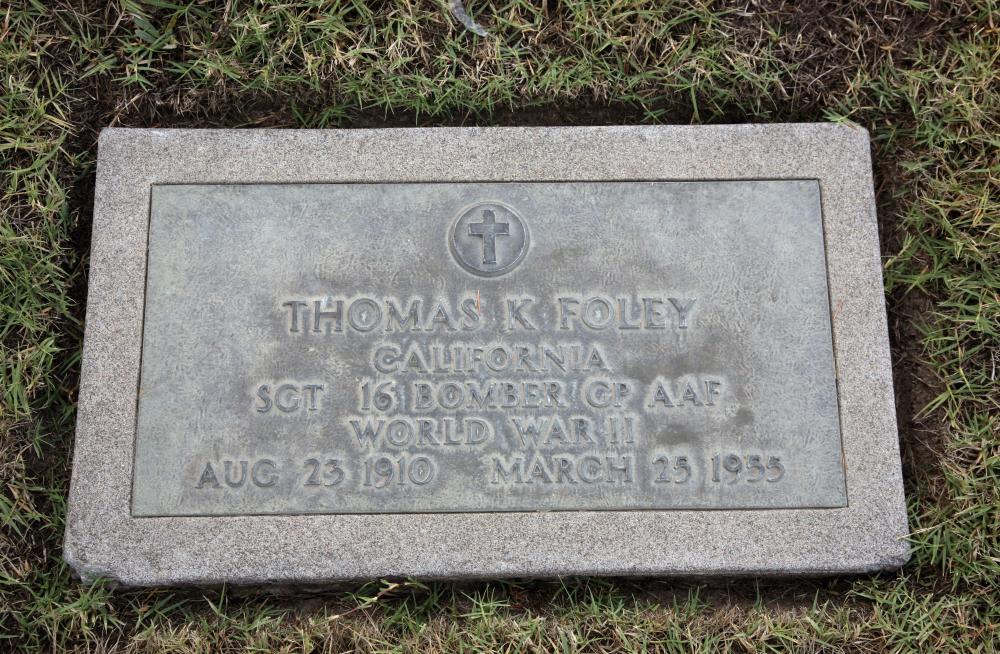 THOMAS K FOLEY
CALIFORNIA
SGT 16 BOMBER GP AAF
WORLD WAR II
AUG 23 1910 MARCH 25 1955